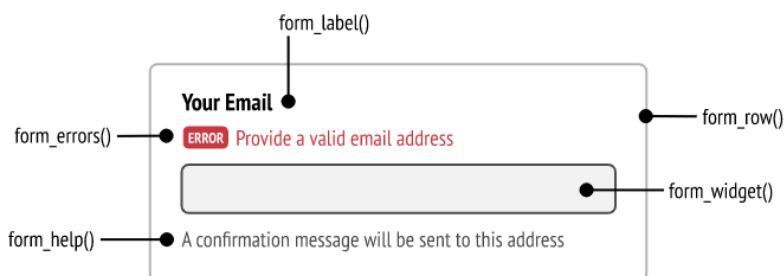 form_label()
Your Email
form_errors()
ERROR Provide a valid email address
form_row()
form_widget()
form_help()
A confirmation message will be sent to this address